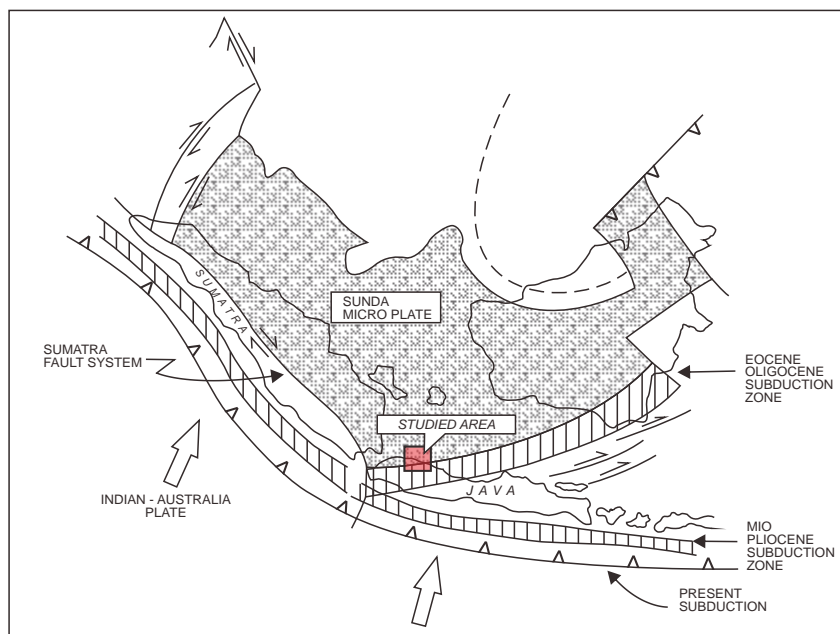 SUMATRA
SUNDA
MICRO PLATE
SUMATRA
FAULT SYSTEM
EOCENE
OLIGOCENE
SUBDUCTION
ZONE
STUDIED AREA
INDIAN - AUSTRALIA
PLATE
JAVA
MIO
PLIOCENE
SUBDUCTION
ZONE
PRESENT
SUBDUCTION